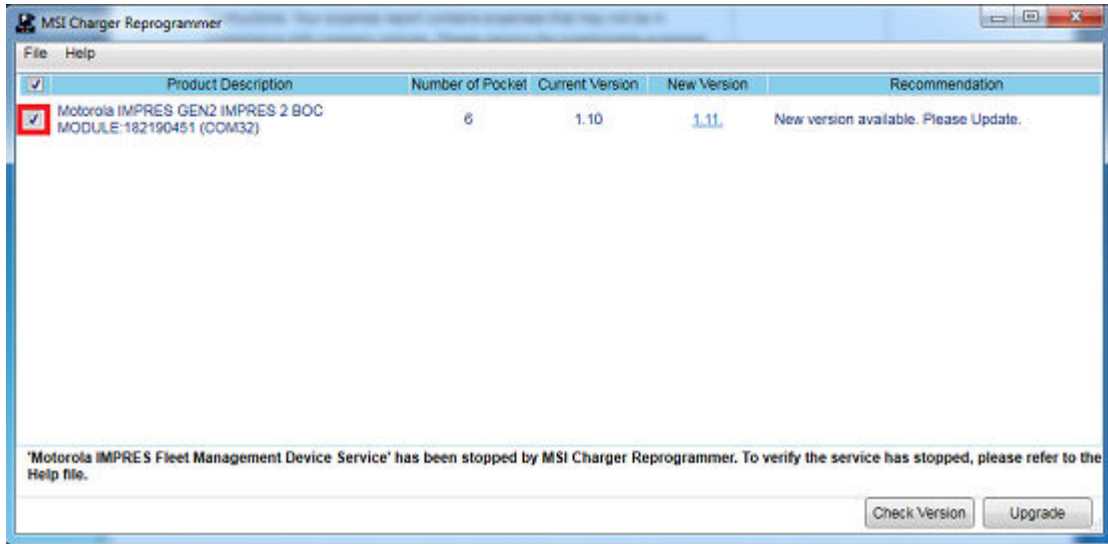 MSI Charger Reprogrammer
File Help
Product Description Number of Pocket Current Version New Version Recommendation
Motorola IMPRES GEN2 IMPRES 2 BOC
MODULE:182190451 (COM32) 6 1.10 1.11. New version available. Please Update.
'Motorola IMPRES Fleet Management Device Service' has been stopped by MSI Charger Reprogrammer. To verify the service has stopped, please refer to the
Help file.
Check Version Upgrade